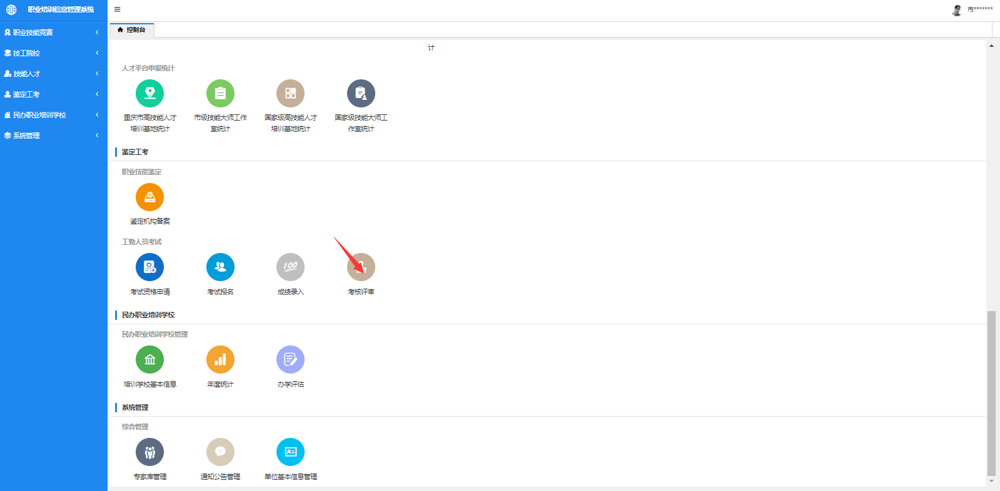 职业培训信息管理系统
市*******
职业技能竞赛
技工院校
技能人才
鉴定工考
民办职业培训学校
系统管理
控制台
计
人才平台申报统计
重庆市高技能人才
培训基地统计
市级技能大师工作
室统计
国家级高技能人才
培训基地统计
国家级技能大师工
作室统计
鉴定工考
职业技能鉴定
鉴定机构备案
工勤人员考试
100
考试资格申请
考试报名
成绩录入
考核评审
民办职业培训学校
民办职业培训学校管理
培训学校基本信息
年度统计
办学评估
系统管理
综合管理
专家库管理
通知公告管理
单位基本信息管理